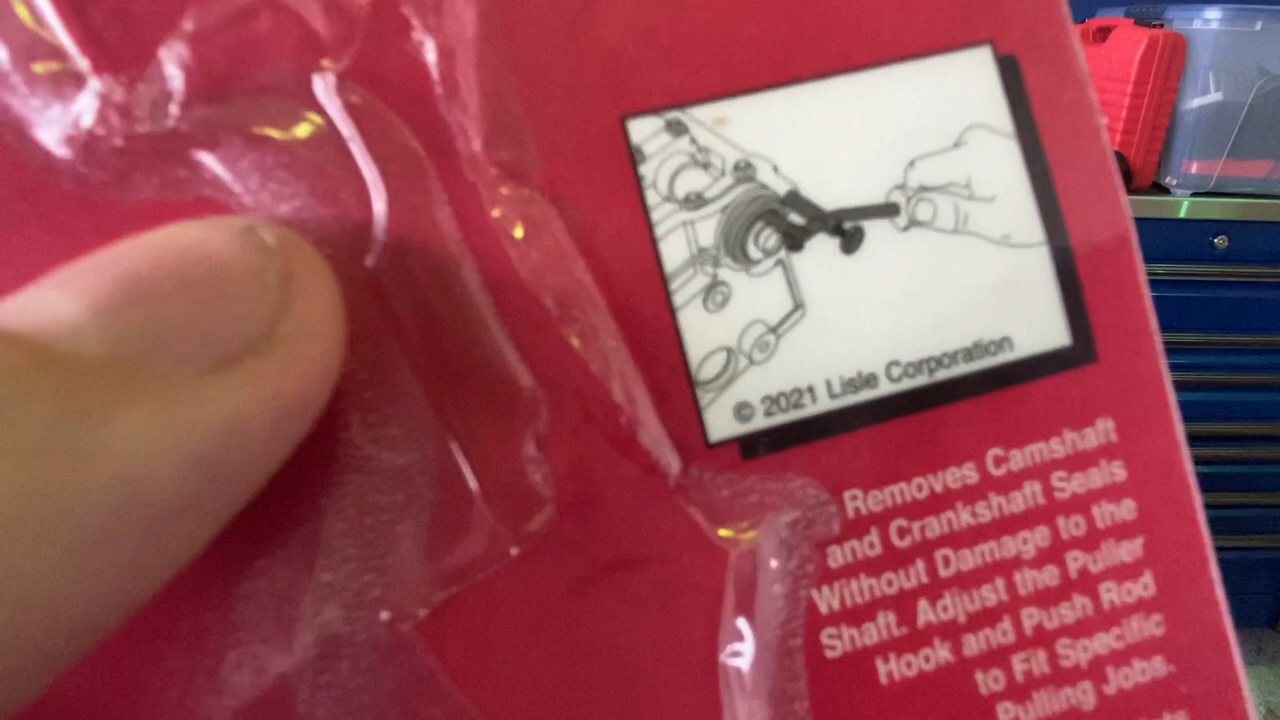 © 2021 Lisle Corporation
Removes Camshaft
and Crankshaft Seals
Without Damage to the
Shaft. Adjust the Puller
Hook and Push Rod
to Fit Specific
Pulling Jobs.